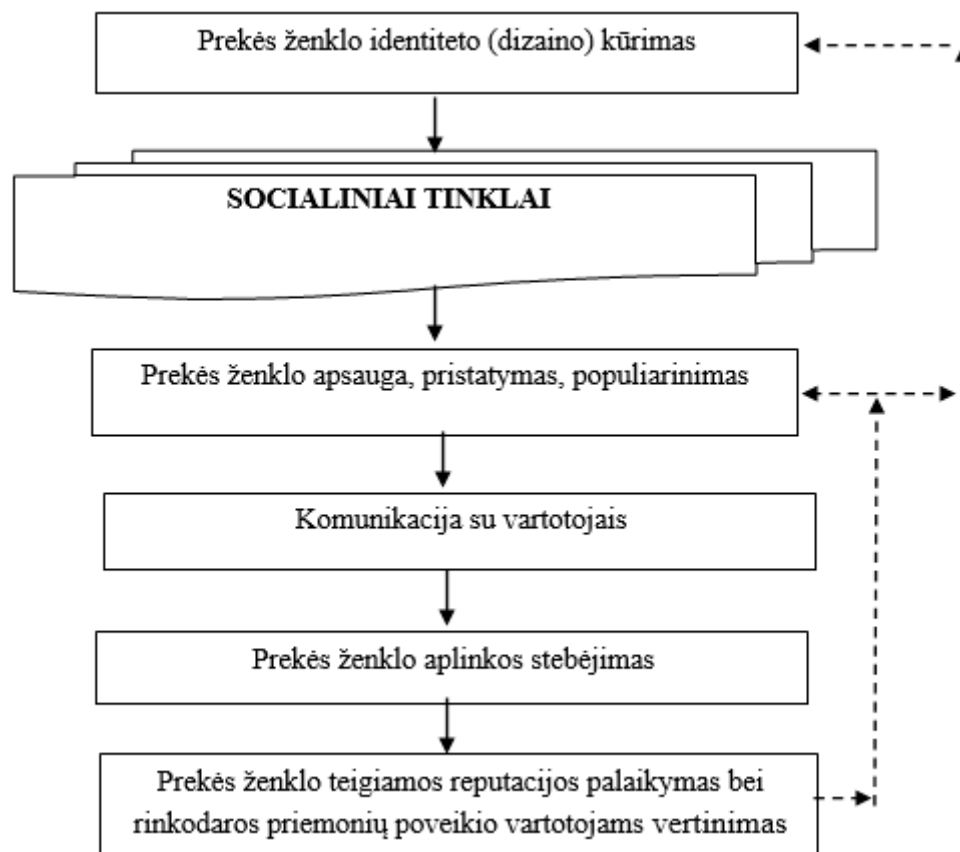 Prekės ženklo identiteto (dizaino) kūrimas
SOCIALINIAI TINKLAI
Prekės ženklo apsauga, pristatymas, populiarinimas
Komunikacija su vartotojais
Prekės ženklo aplinkos stebėjimas
Prekės ženklo teigiamos reputacijos palaikymas bei
rinkodaros priemonių poveikio vartotojams vertinimas